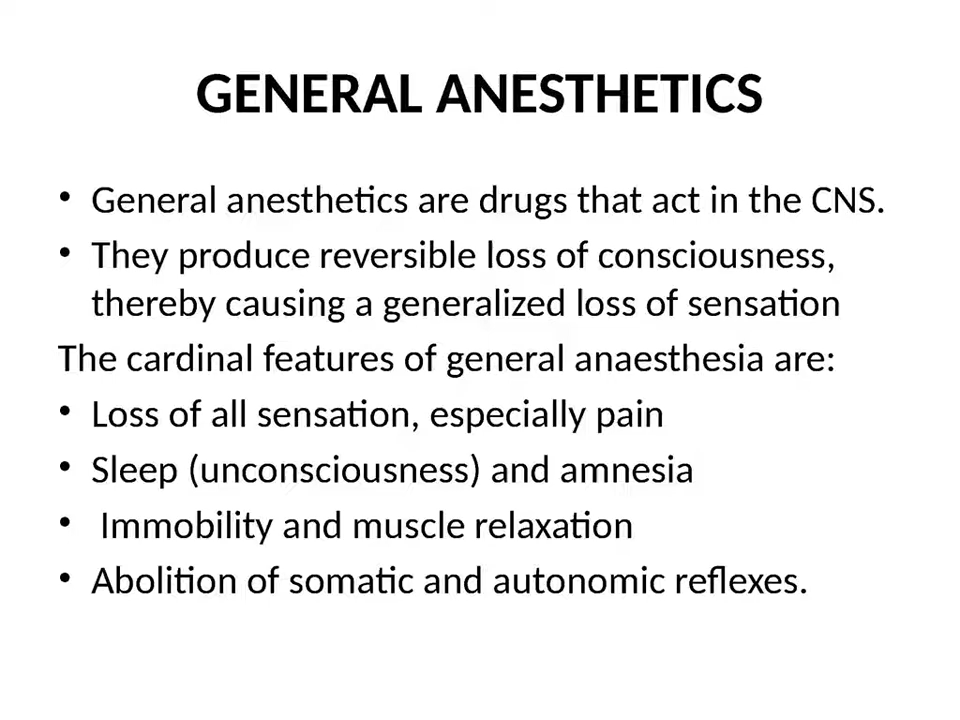 GENERAL ANESTHETICS
• General anesthetics are drugs that act in the CNS.
• They produce reversible loss of consciousness,
thereby causing a generalized loss of sensation
The cardinal features of general anaesthesia are:
• Loss of all sensation, especially pain
• Sleep (unconsciousness) and amnesia
• Immobility and muscle relaxation
• Abolition of somatic and autonomic reflexes.